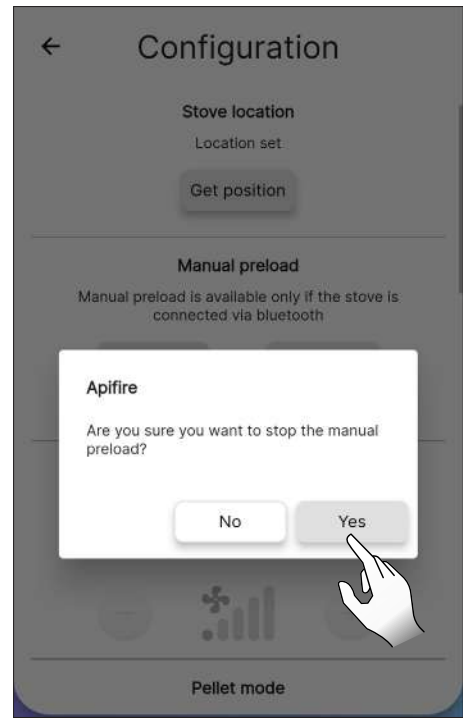 Configuration
Stove location
Location set
Get position
Manual preload
Manual preload is available only if the stove is
connected via bluetooth
Apifire
Are you sure you want to stop the manual
preload?
No
Yes
Pellet mode